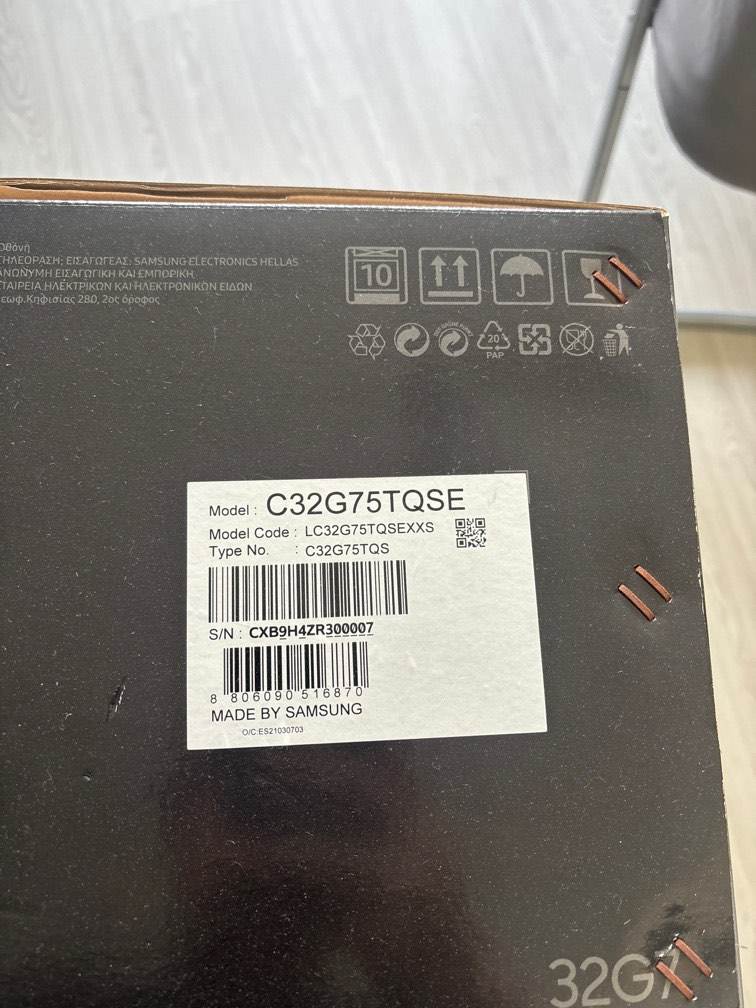 Οθόνη
ΤΗΛΕΟΡΑΣΗ; ΕΙΣΑΓΩΓΕΑΣ: SAMSUNG ELECTRONICS HELLAS
ΑΝΩΝΥΜΗ ΕΙΣΑΓΩΓΙΚΗ ΚΑΙ ΕΜΠΟΡΙΚΗ
ΕΤΑΙΡΕΙΑ ΗΛΕΚΤΡΙΚΩΝ ΚΑΙ ΗΛΕΚΤΡΟΝΙΚΩΝ ΕΙΔΩΝ
Λεωφ.Κηφισίας 280, 2ος όροφος
10
20
PAP
Model : C32G75TQSE
Model Code : LC32G75TQSEXXS
Type No. : C32G75TQS
S/N : CXB9H4ZR300007
8 806090 516870
MADE BY SAMSUNG
O/C:ES21030703
32G7